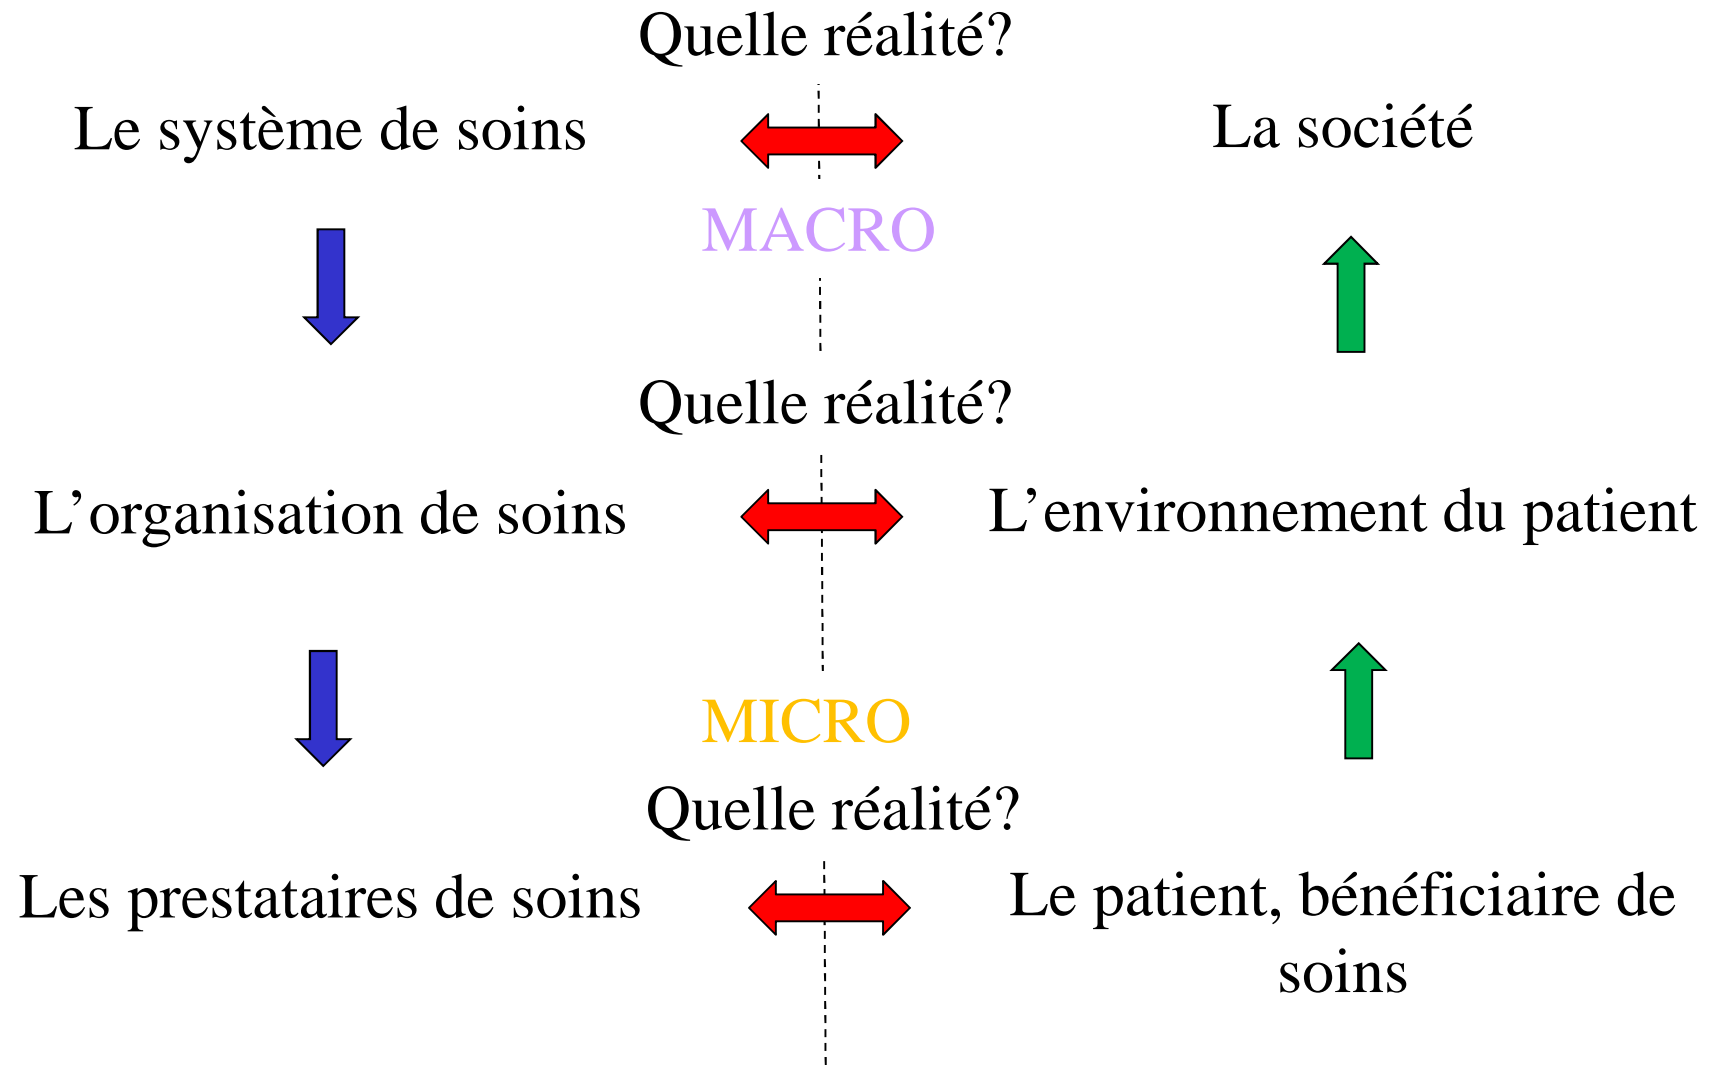 Quelle réalité?
Le système de soins
La société
MACRO
Quelle réalité?
L’organisation de soins
L’environnement du patient
MICRO
Quelle réalité?
Les prestataires de soins
Le patient, bénéficiaire de
soins